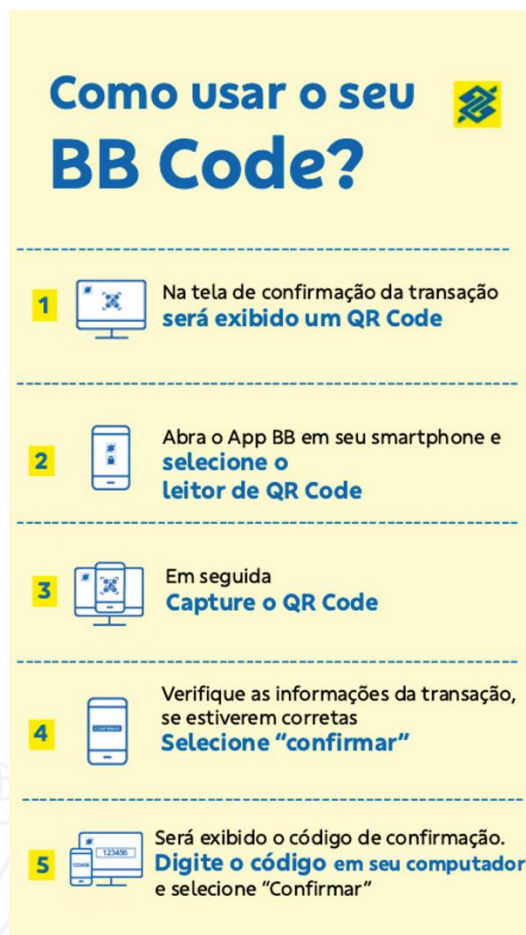 Como usar o seu
BB Code?
1
Na tela de confirmação da transação
será exibido um QR Code
2
Abra o App BB em seu smartphone e
selecione o
leitor de QR Code
3
Em seguida
Capture o QR Code
4
Verifique as informações da transação,
se estiverem corretas
Selecione “confirmar”
5
123456
Será exibido o código de confirmação.
Digite o código em seu computador
e selecione “Confirmar”